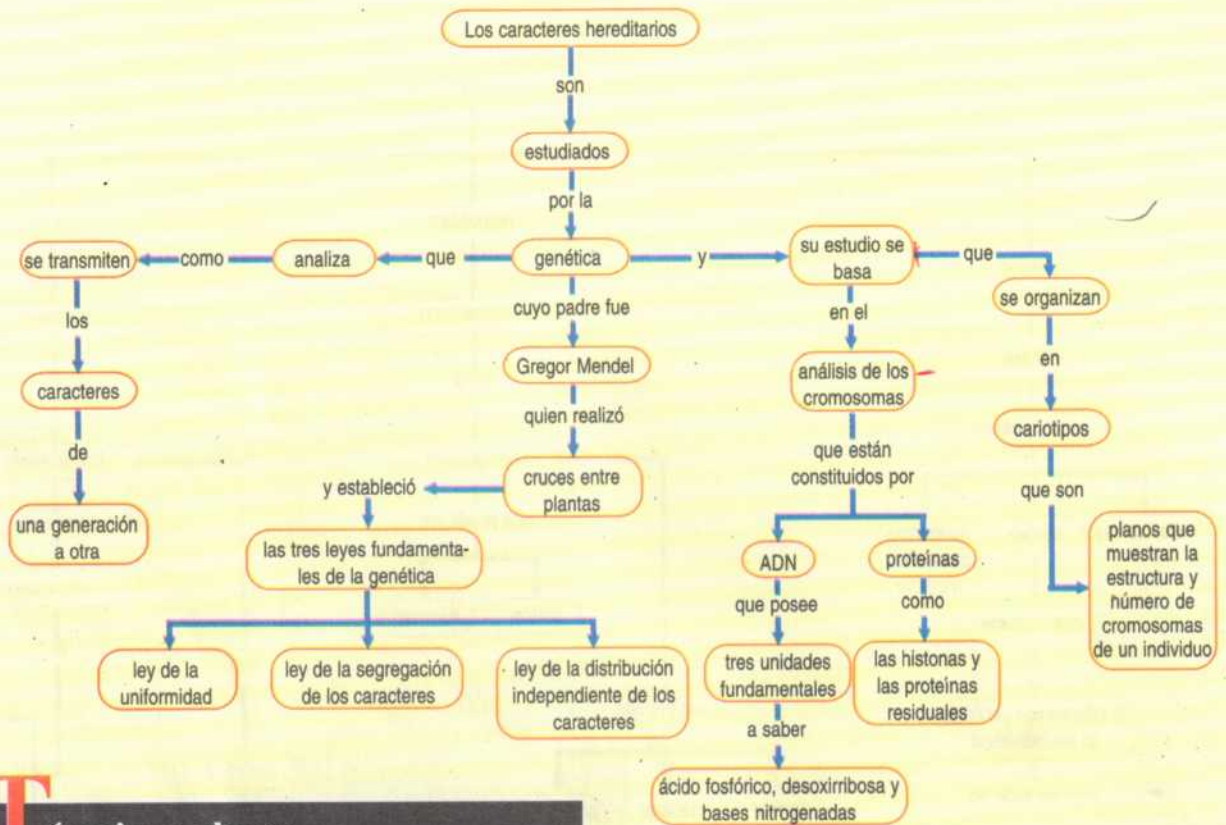 Los caracteres hereditarios
son
estudiados
por la
genética
que
analiza
como
se transmiten
los
caracteres
de
una generación
a otra
cuyo padre fue
Gregor Mendel
quien realizó
cruces entre
plantas
y estableció
las tres leyes fundamenta-
les de la genética
ley de la
uniformidad
ley de la segregación
de los caracteres
ley de la distribución
independiente de los
caracteres
y
su estudio se
basa
en el
análisis de los
cromosomas
que están
constituidos por
ADN
que posee
tres unidades
fundamentales
a saber
ácido fosfórico, desoxirribosa y
bases nitrogenadas
proteínas
como
las histonas y
las proteínas
residuales
que
se organizan
en
cariotipos
que son
planos que
muestran la
estructura y
húmero de
cromosomas
de un individuo
T